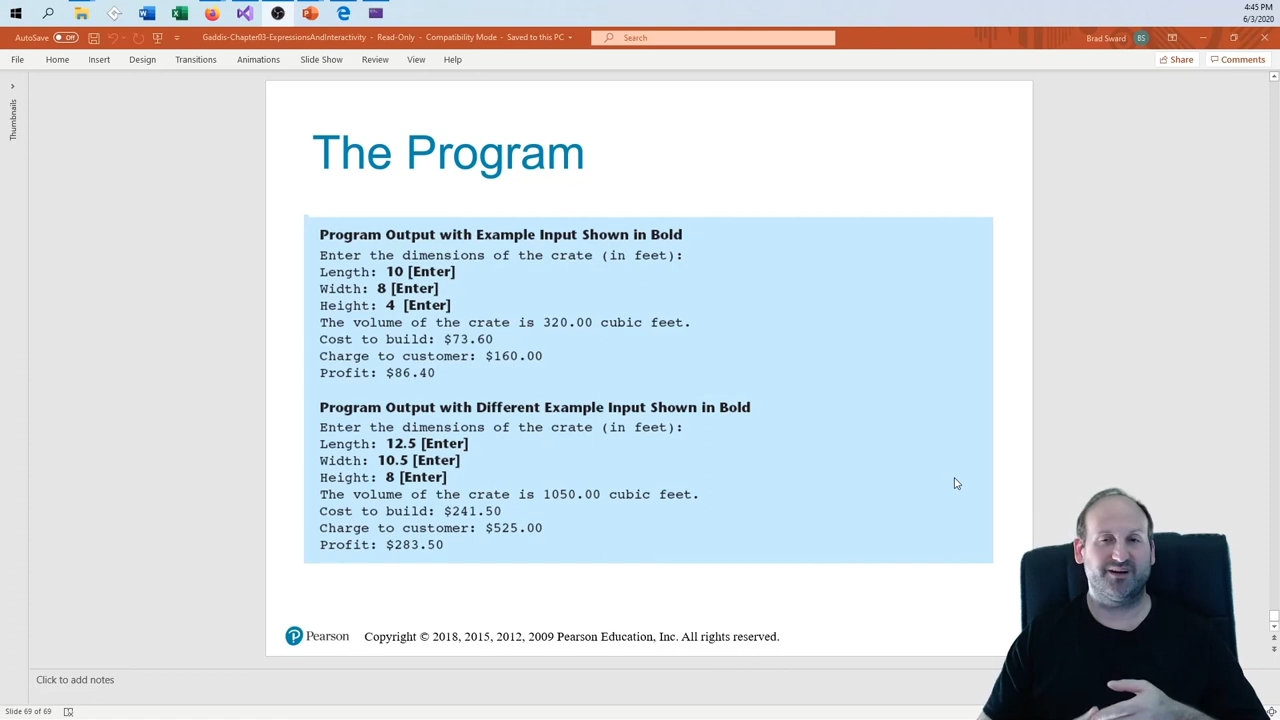 4:45 PM
6/3/2020
AutoSave Off
Gaddis-Chapter03-ExpressionsAndInteractivity - Read-Only - Compatibility Mode - Saved to this PC
Search
Brad Sward BS
File Home Insert Design Transitions Animations Slide Show Review View Help
Share Comments
Thumbnails
The Program
Program Output with Example Input Shown in Bold
Enter the dimensions of the crate (in feet):
Length: 10 [Enter]
Width: 8 [Enter]
Height: 4 [Enter]
The volume of the crate is 320.00 cubic feet.
Cost to build: $73.60
Charge to customer: $160.00
Profit: $86.40
Program Output with Different Example Input Shown in Bold
Enter the dimensions of the crate (in feet):
Length: 12.5 [Enter]
Width: 10.5 [Enter]
Height: 8 [Enter]
The volume of the crate is 1050.00 cubic feet.
Cost to build: $241.50
Charge to customer: $525.00
Profit: $283.50
Pearson Copyright © 2018, 2015, 2012, 2009 Pearson Education, Inc. All rights reserved.
Click to add notes
Slide 69 of 69